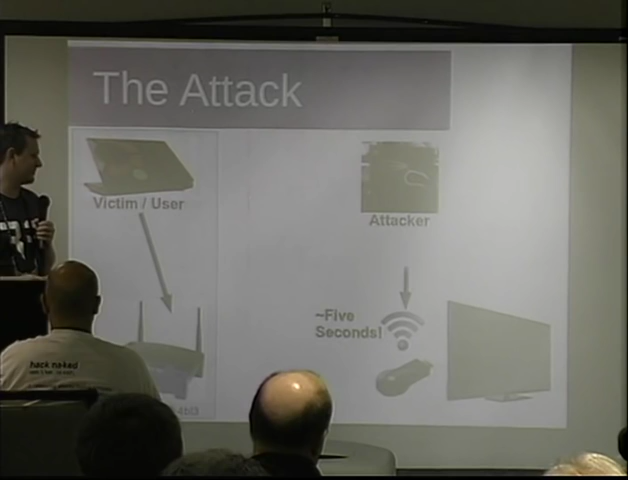 The Attack
Victim / User
Attacker
~Five
Seconds!
hack naked